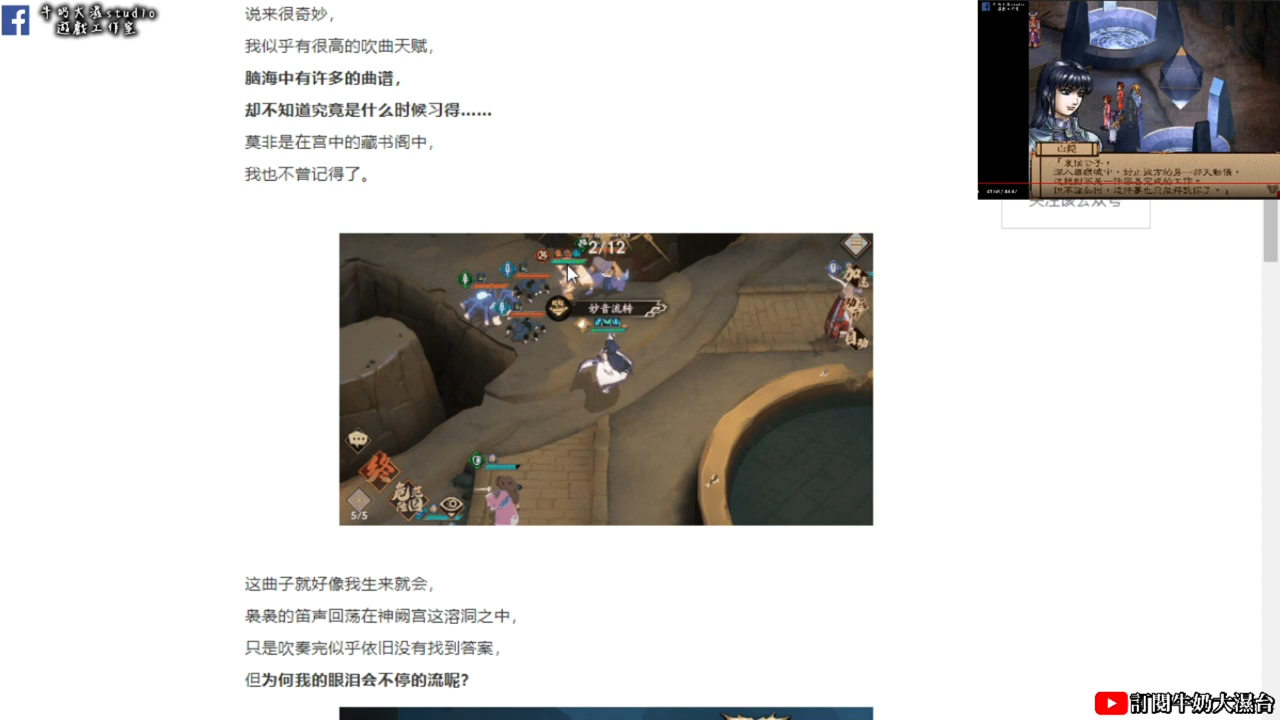 牛奶大濕studio
遊戲工作室
说来很奇妙，
我似乎有很高的吹曲天赋，
脑海中有许多的曲谱，
却不知道究竟是什么时候习得……
莫非是在宫中的藏书阁中，
我也不曾记得了。
2/12
妙音流转
终
危险范围
5/5
这曲子就好像我生来就会，
袅袅的笛声回荡在神阙宫这溶洞之中，
只是吹奏完似乎依旧没有找到答案，
但为何我的眼泪会不停的流呢？
訂閱牛奶大濕台